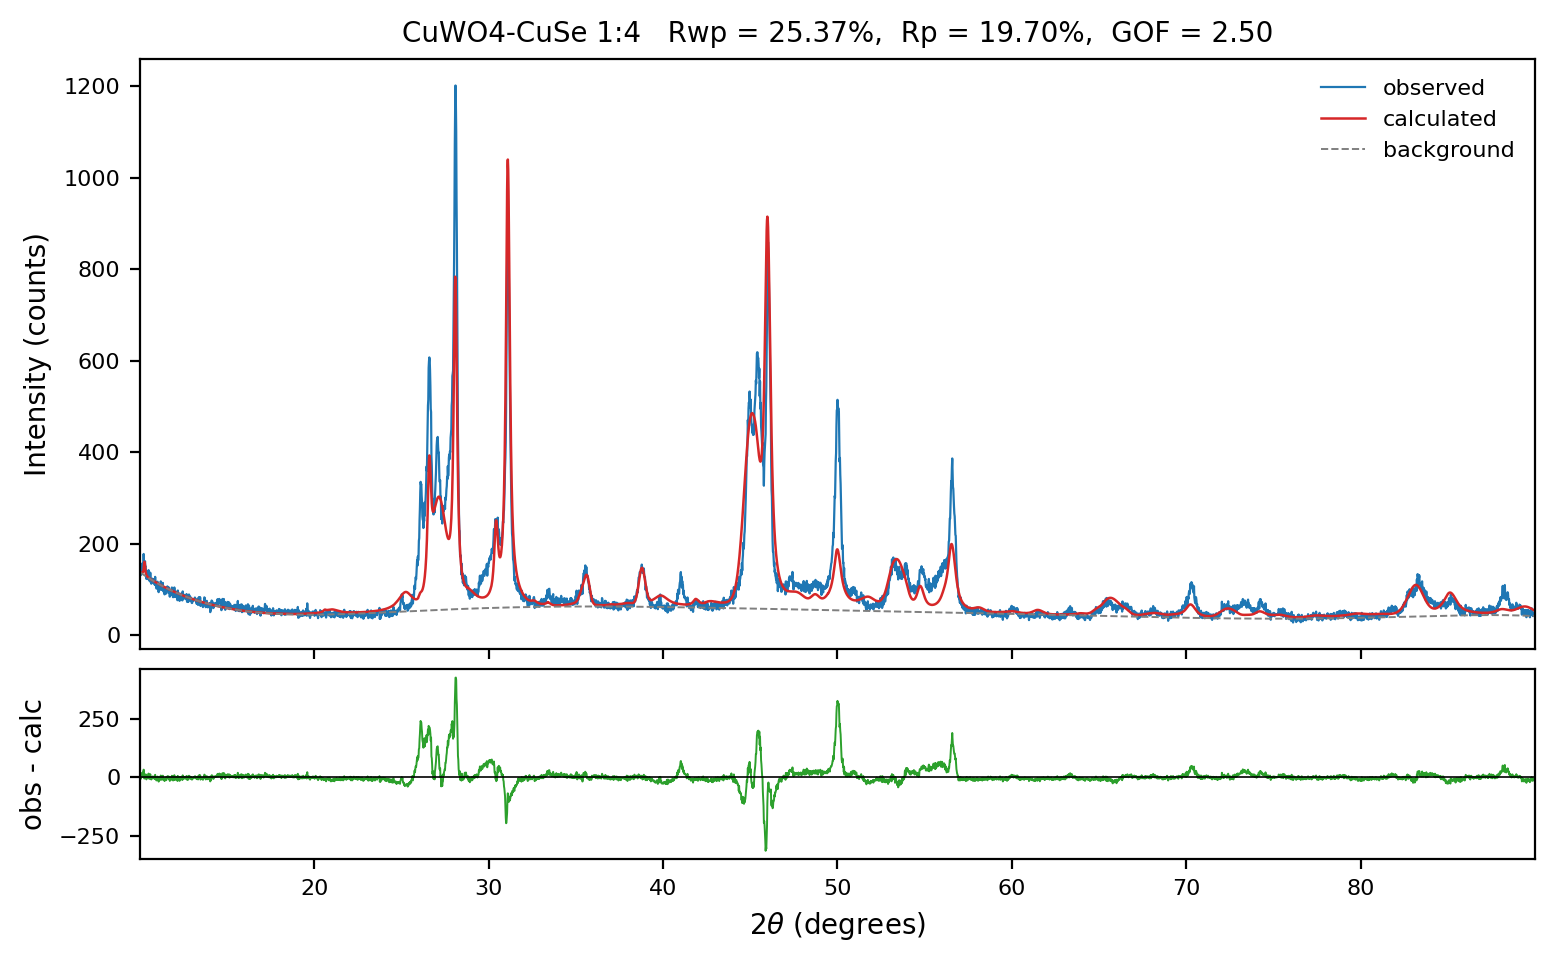 CuWO4-CuSe 1:4   Rwp = 25.37%,  Rp = 19.70%,  GOF = 2.50
observed
calculated
background
Intensity (counts)
1200
1000
800
600
400
200
0
obs - calc
250
0
−250
20 30 40 50 60 70 80
2θ (degrees)